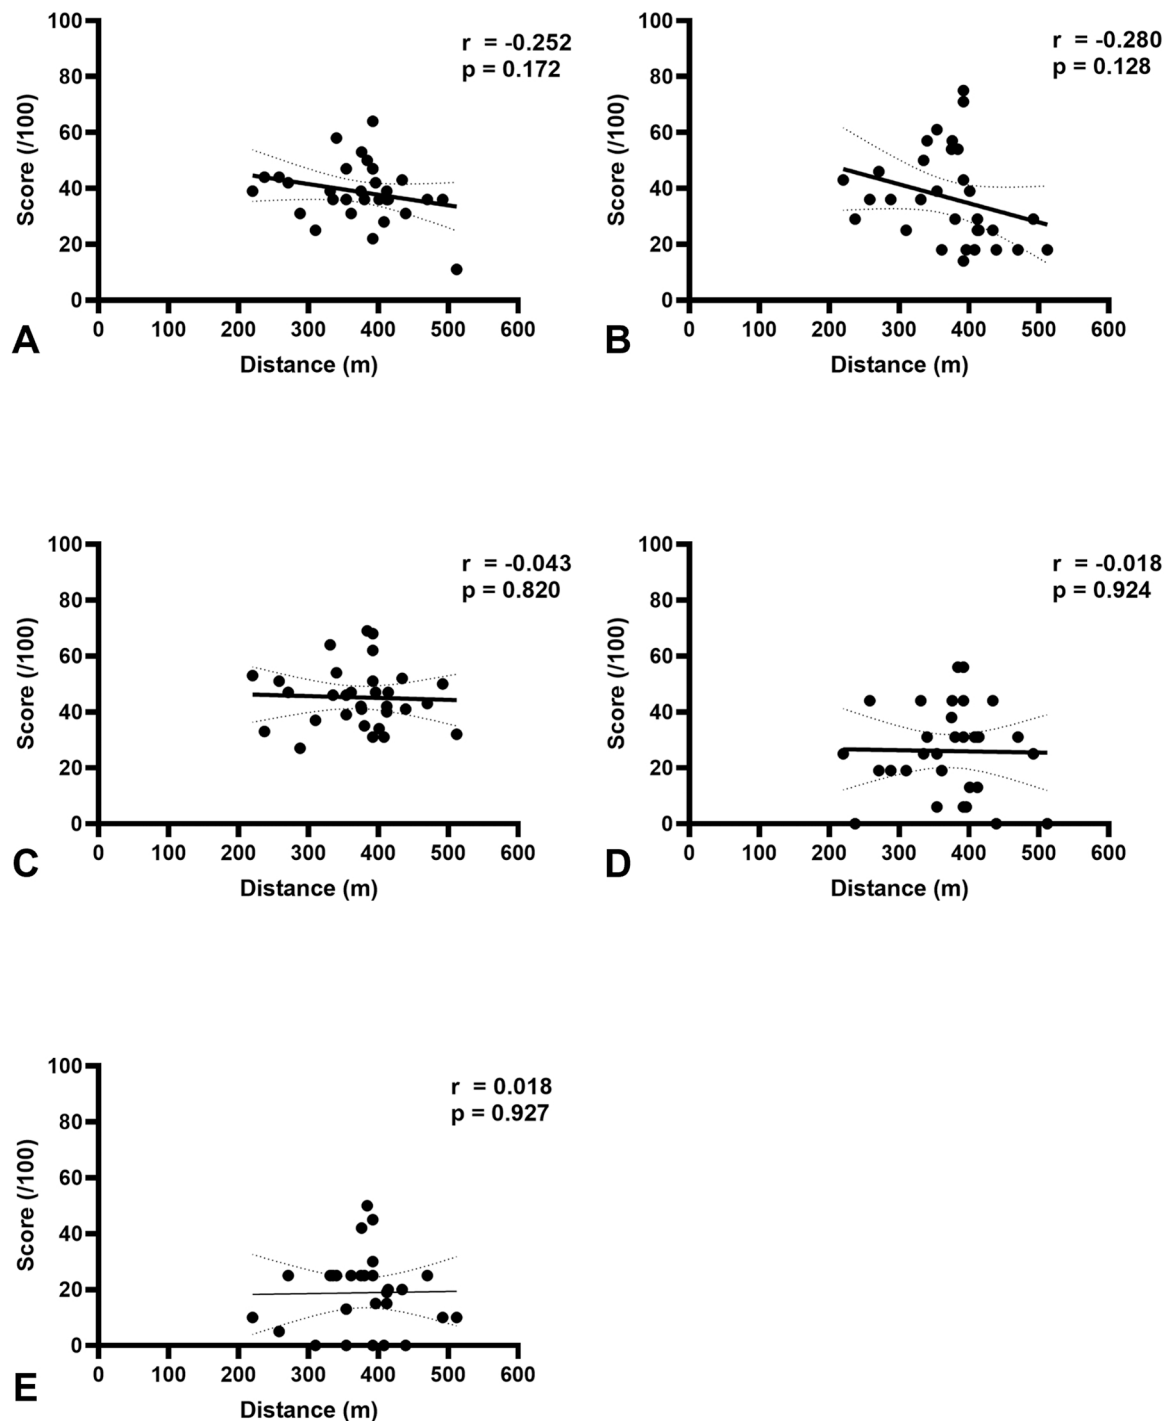 r = -0.252
p = 0.172
100
80
60
40
20
0
Score (/100)
0 100 200 300 400 500 600
Distance (m)
A
r = -0.280
p = 0.128
100
80
60
40
20
0
Score (/100)
0 100 200 300 400 500 600
Distance (m)
B
r = -0.043
p = 0.820
100
80
60
40
20
0
Score (/100)
0 100 200 300 400 500 600
Distance (m)
C
r = -0.018
p = 0.924
100
80
60
40
20
0
Score (/100)
0 100 200 300 400 500 600
Distance (m)
D
r = 0.018
p = 0.927
100
80
60
40
20
0
Score (/100)
0 100 200 300 400 500 600
Distance (m)
E